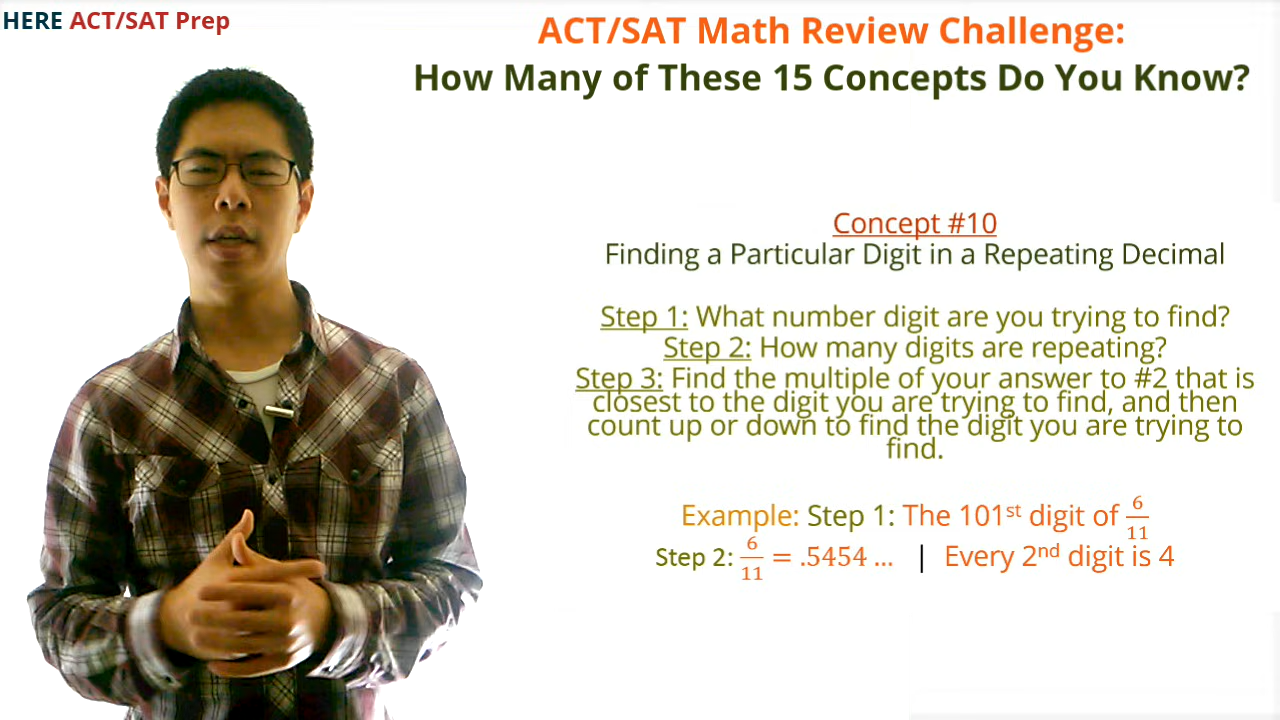 HERE ACT/SAT Prep
ACT/SAT Math Review Challenge:
How Many of These 15 Concepts Do You Know?
Concept #10
Finding a Particular Digit in a Repeating Decimal
Step 1: What number digit are you trying to find?
Step 2: How many digits are repeating?
Step 3: Find the multiple of your answer to #2 that is
closest to the digit you are trying to find, and then
count up or down to find the digit you are trying to
find.
Example: Step 1: The 101st digit of 6/11
Step 2: 6/11 = .5454 ... | Every 2nd digit is 4